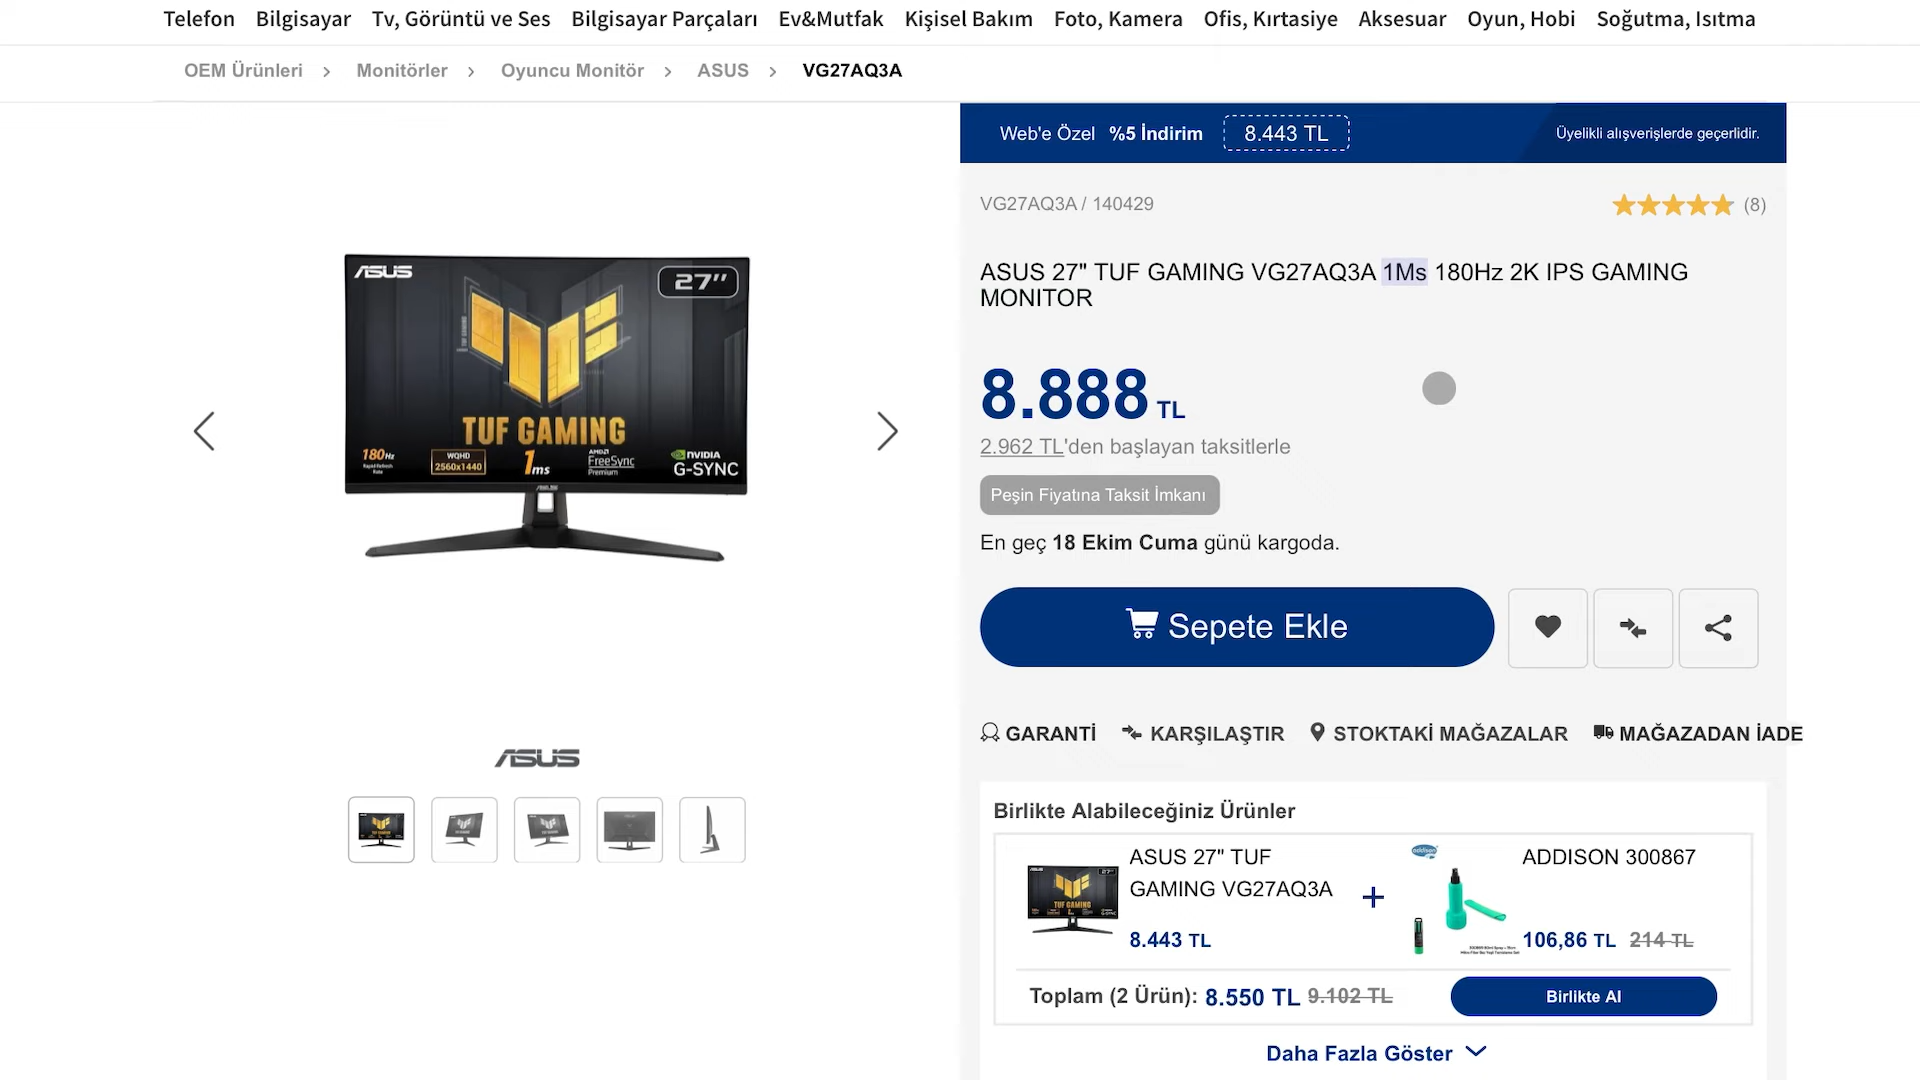 Telefon Bilgisayar Tv, Görüntü ve Ses Bilgisayar Parçaları Ev&Mutfak Kişisel Bakım Foto, Kamera Ofis, Kırtasiye Aksesuar Oyun, Hobi Soğutma, Isıtma
OEM Ürünleri > Monitörler > Oyuncu Monitör > ASUS > VG27AQ3A
Web'e Özel %5 İndirim 8.443 TL Üyelikli alışverişlerde geçerlidir.
VG27AQ3A / 140429 (8)
ASUS 27" TUF GAMING VG27AQ3A 1Ms 180Hz 2K IPS GAMING
MONITOR
8.888 TL
2.962 TL'den başlayan taksitlerle
Peşin Fiyatına Taksit İmkanı
En geç 18 Ekim Cuma günü kargoda.
Sepete Ekle
GARANTİ KARŞILAŞTIR STOKTAKİ MAĞAZALAR MAĞAZADAN İADE
ASUS 27"
TUF GAMING
180Hz
Rapid Refresh
Rate
WQHD
2560x1440
1ms
AMD
FreeSync
Premium
NVIDIA
G-SYNC
ASUS
Birlikte Alabileceğiniz Ürünler
ASUS 27" TUF
GAMING VG27AQ3A
8.443 TL
+
addison
ADDISON 300867
106,86 TL 214 TL
Toplam (2 Ürün): 8.550 TL 9.102 TL
Birlikte Al
Daha Fazla Göster